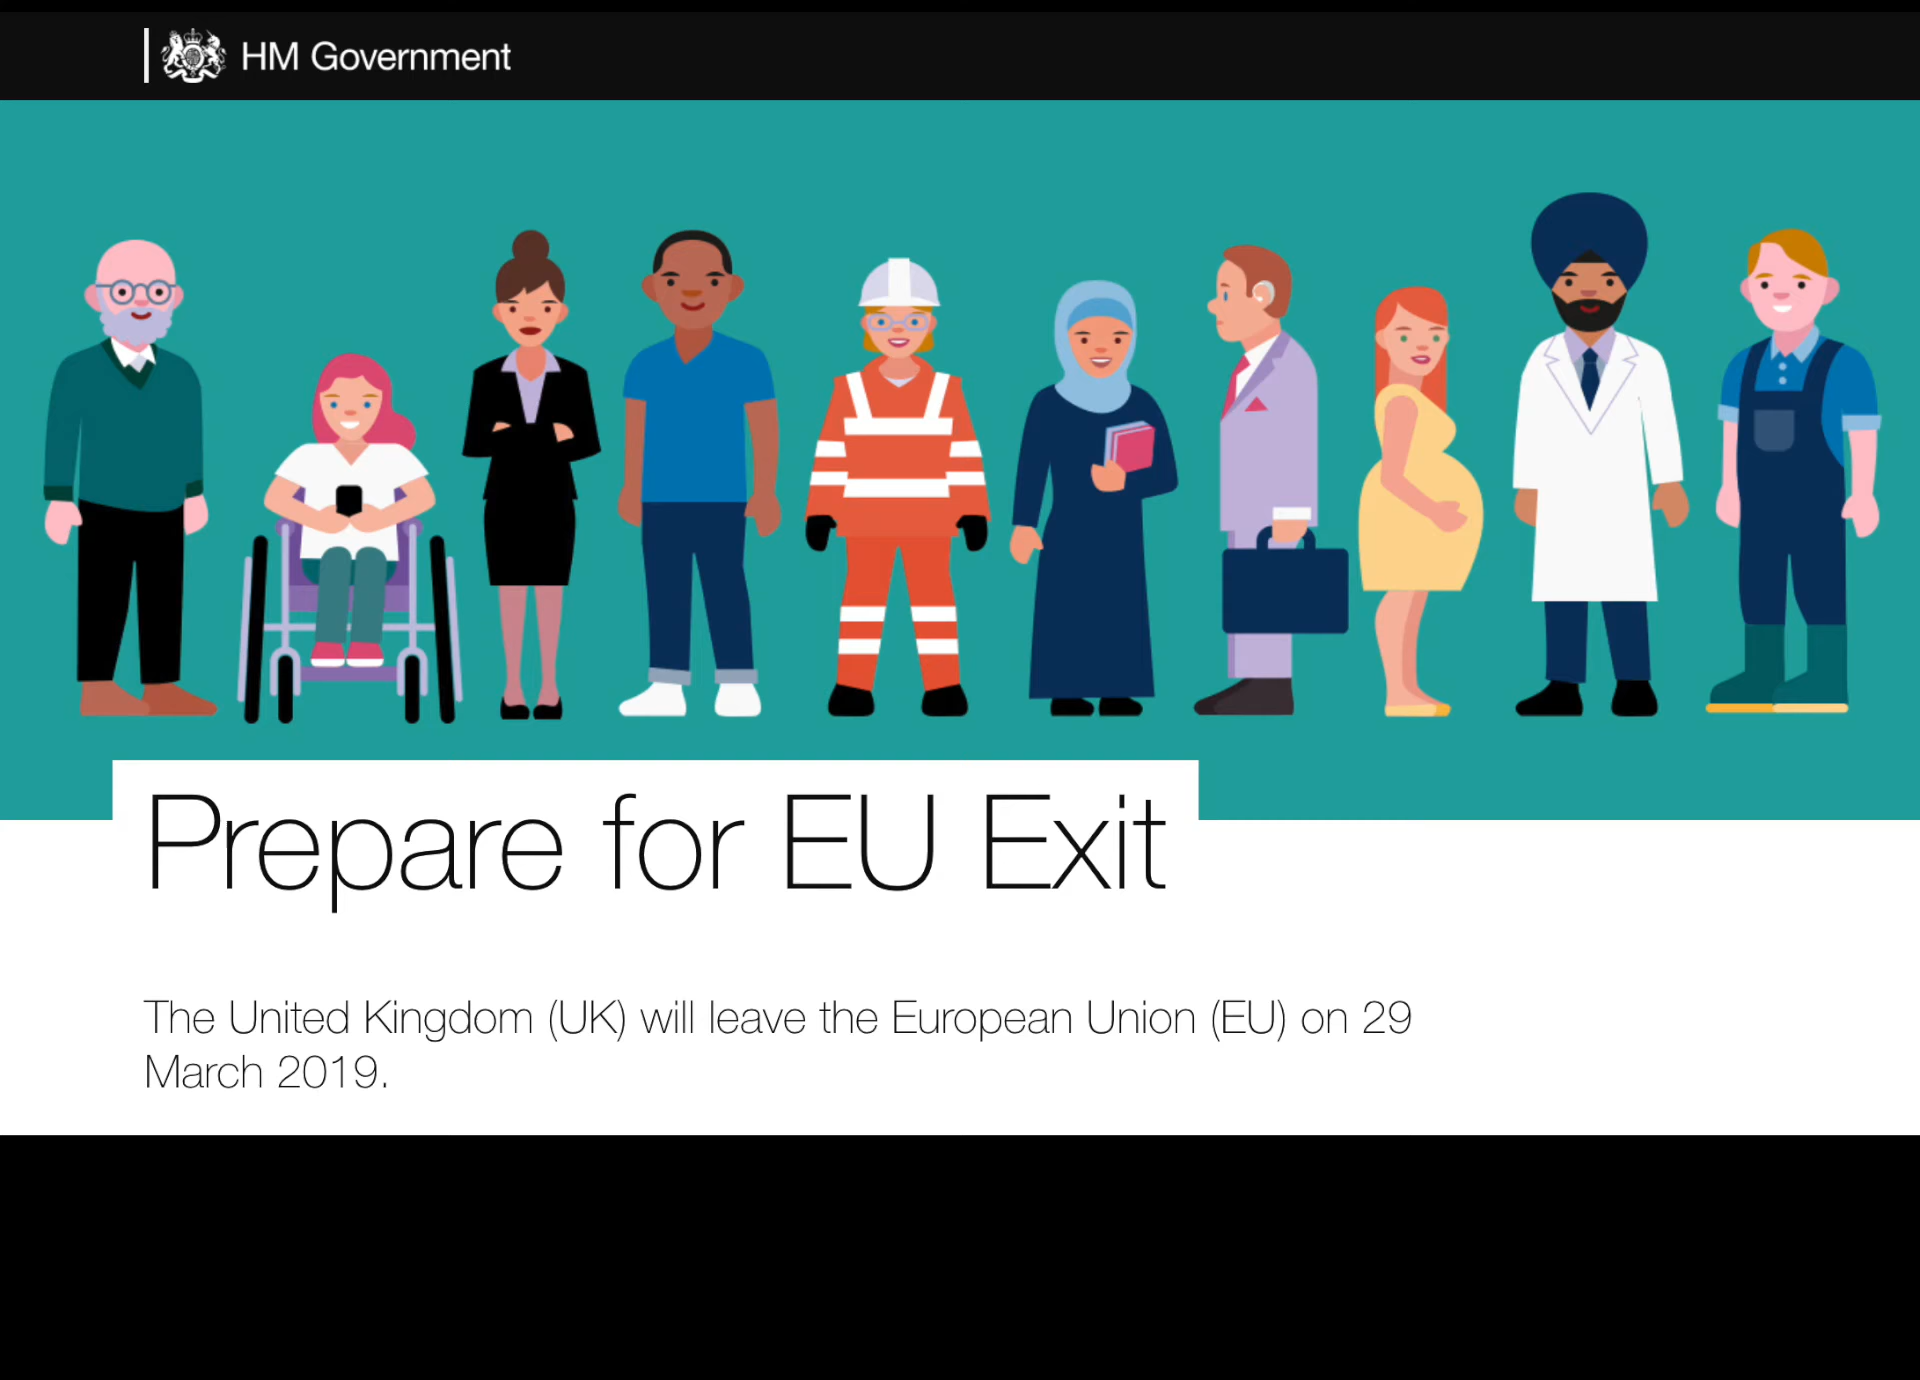 HM Government
Prepare for EU Exit
The United Kingdom (UK) will leave the European Union (EU) on 29
March 2019.